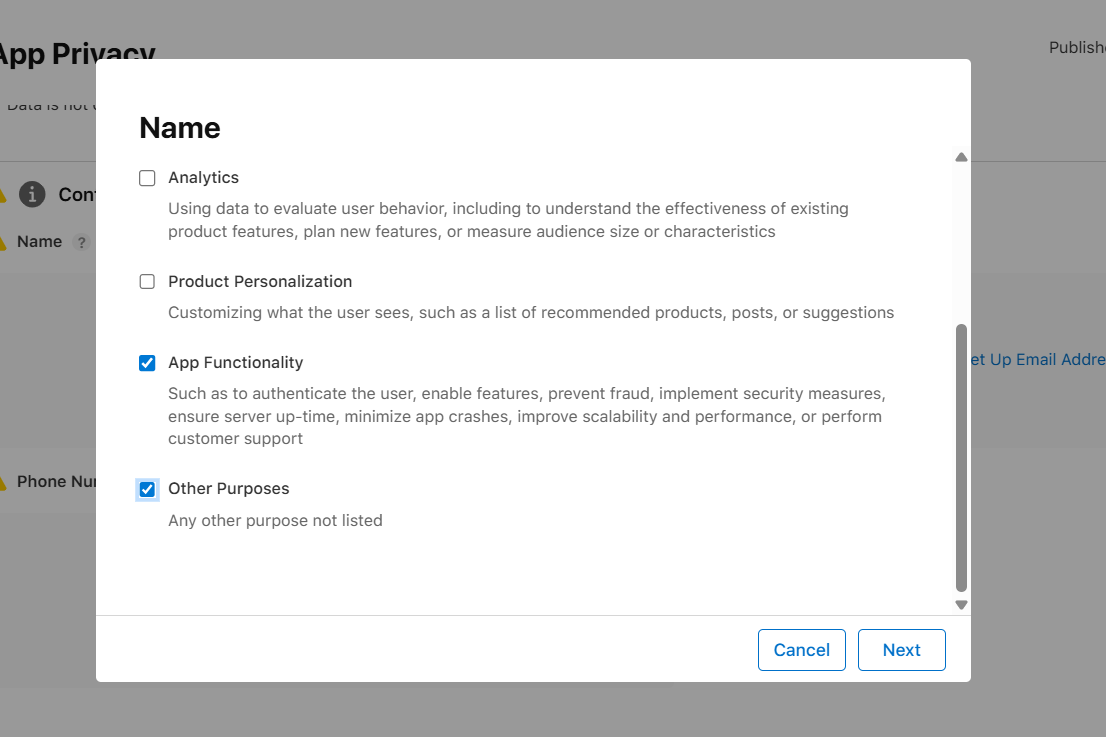 App Privacy
Publishe
Data is not
Name
Analytics
Using data to evaluate user behavior, including to understand the effectiveness of existing
product features, plan new features, or measure audience size or characteristics
Product Personalization
Customizing what the user sees, such as a list of recommended products, posts, or suggestions
App Functionality
Such as to authenticate the user, enable features, prevent fraud, implement security measures,
ensure server up-time, minimize app crashes, improve scalability and performance, or perform
customer support
Other Purposes
Any other purpose not listed
Cancel
Next
Cont
Name ?
et Up Email Addre
Phone Nun